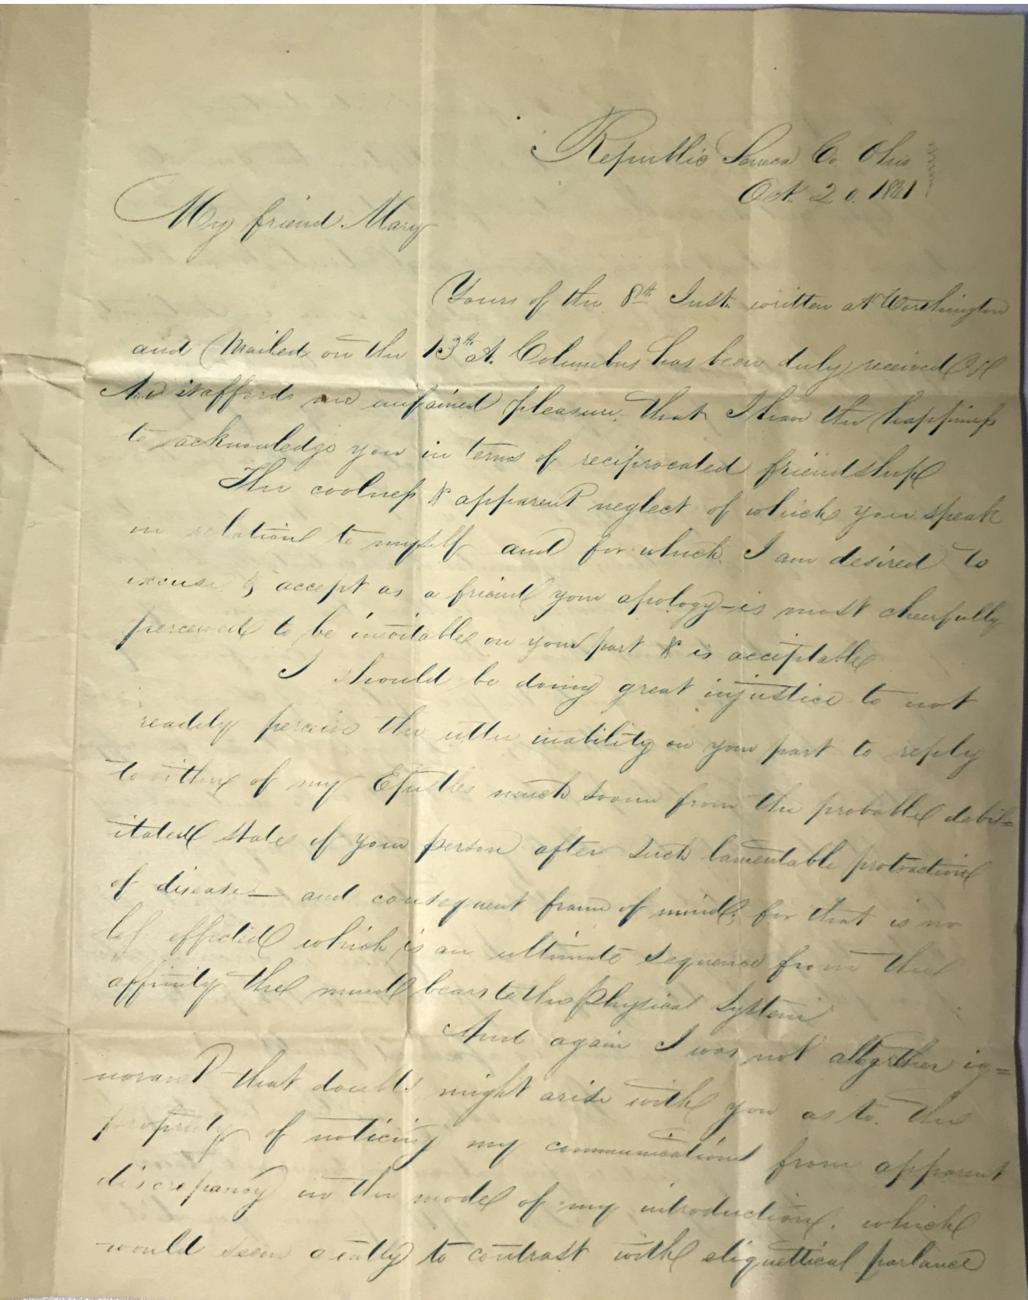 Republic Seneca Co. Ohio
Oct. 20. 18
My friend Mary
Yours of the 8th Inst. written at Worthington
and Mailed on the 13th at Columbus has been duly received
it affords me unfained pleasure. that I have the happiness
to acknowledge you in terms of reciprocated friendship
The coolness & apparent neglect of which you speak
in relation to myself and for which I am desired to
excuse & accept as a friend your apology – is most cheerfully
perceived to be inevitable on your part & is acceptable
I should be doing great injustice to not
readily perceive the utter inability on your part to reply
to either of my Epistles much sooner from the probable debil=
itated state of your person after such lamentable protraction
of disease – and consequent frame of mind, for that is no
less effected which is an ultimate sequence from the
affinity the mind bears to the Physical System
And again I was not altogether ig=
norant that doubts might arise with you as to the
propriety of noticing my communications from apparent
discrepancy in the mode of my introduction. which
would seem greatly to contrast with etiquettical parlance